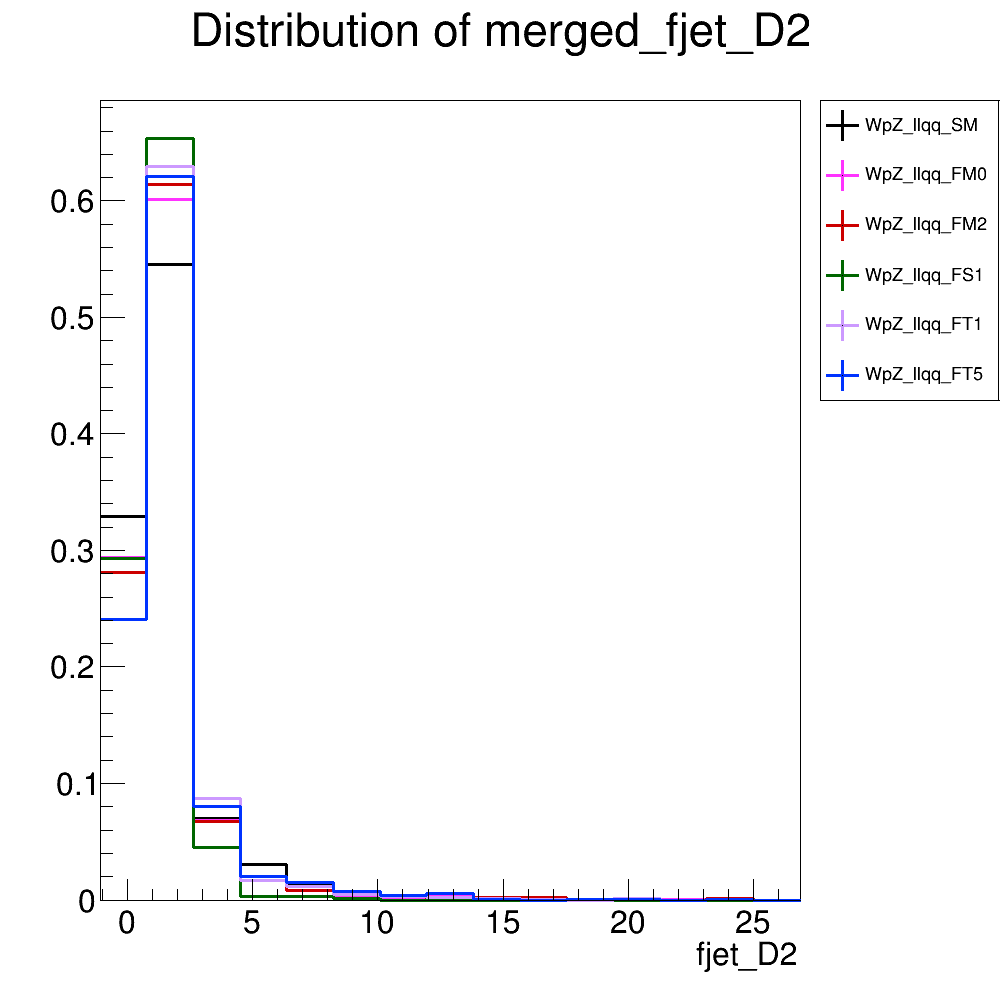 Distribution of merged_fjet_D2
WpZ_llqq_SM
WpZ_llqq_FM0
WpZ_llqq_FM2
WpZ_llqq_FS1
WpZ_llqq_FT1
WpZ_llqq_FT5
0.6
0.5
0.4
0.3
0.2
0.1
0
0 5 10 15 20 25
fjet_D2